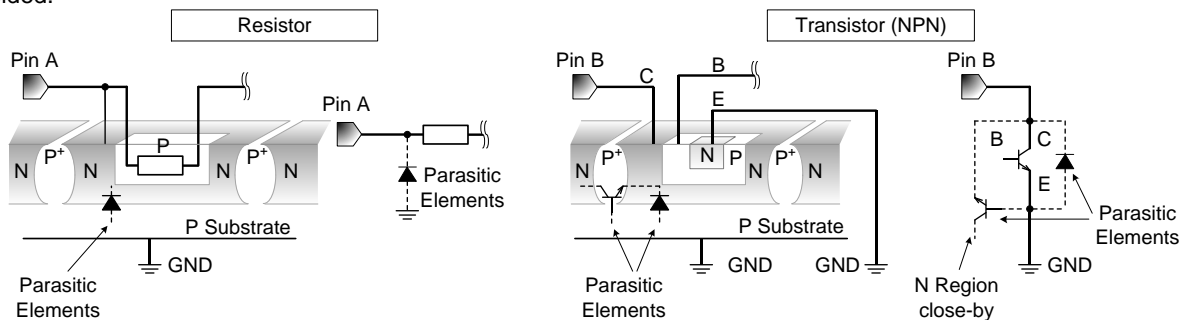 Resistor
Transistor (NPN)
Pin A
Pin A
N
P+
N
P
N
P+
N
Parasitic
Elements
P Substrate
GND
Parasitic
Elements
Pin B
C
B
E
N
P+
N
N
P
N
P+
N
P Substrate
GND
GND
Parasitic
Elements
Pin B
B
C
E
Parasitic
Elements
GND
N Region
close-by